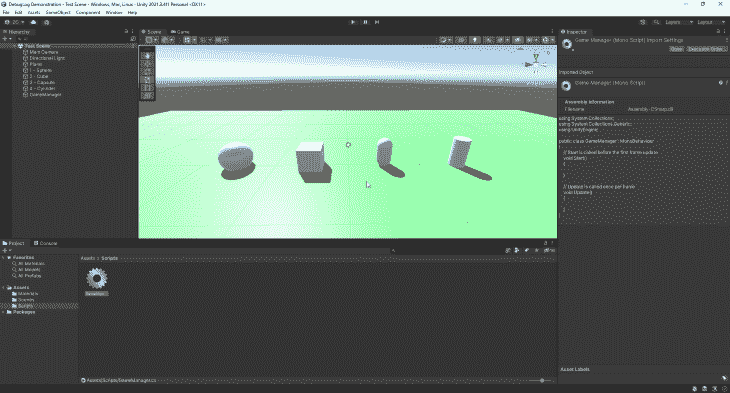 DebugLog Demonstration - Test Scene - Windows, Mac, Linux - Unity 2021.3.4f1 Personal <DX11>
File Edit Assets GameObject Component Window Help
Layers Layout
Hierarchy
Scene Game
Inspector
Test Scene
Main Camera
Directional Light
Plane
1 - Sphere
2 - Cube
3 - Capsule
4 - Cylinder
GameManager
Game Manager (Mono Script) Import Settings
Open
Imported Object
Game Manager (Mono Script)
Assembly Information
Filename Assembly-CSharp.dll
using System.Collections;
using System.Collections.Generic;
using UnityEngine;
public class GameManager : MonoBehaviour
// Start is called before the first frame update
void Start()
{
}
// Update is called once per frame
void Update()
{
}
Project Console
Favorites
All Materials
All Models
All Prefabs
Assets
Materials
Scenes
Scripts
Packages
Assets > Scripts
Assets/Scripts/GameManager.cs
Asset Labels